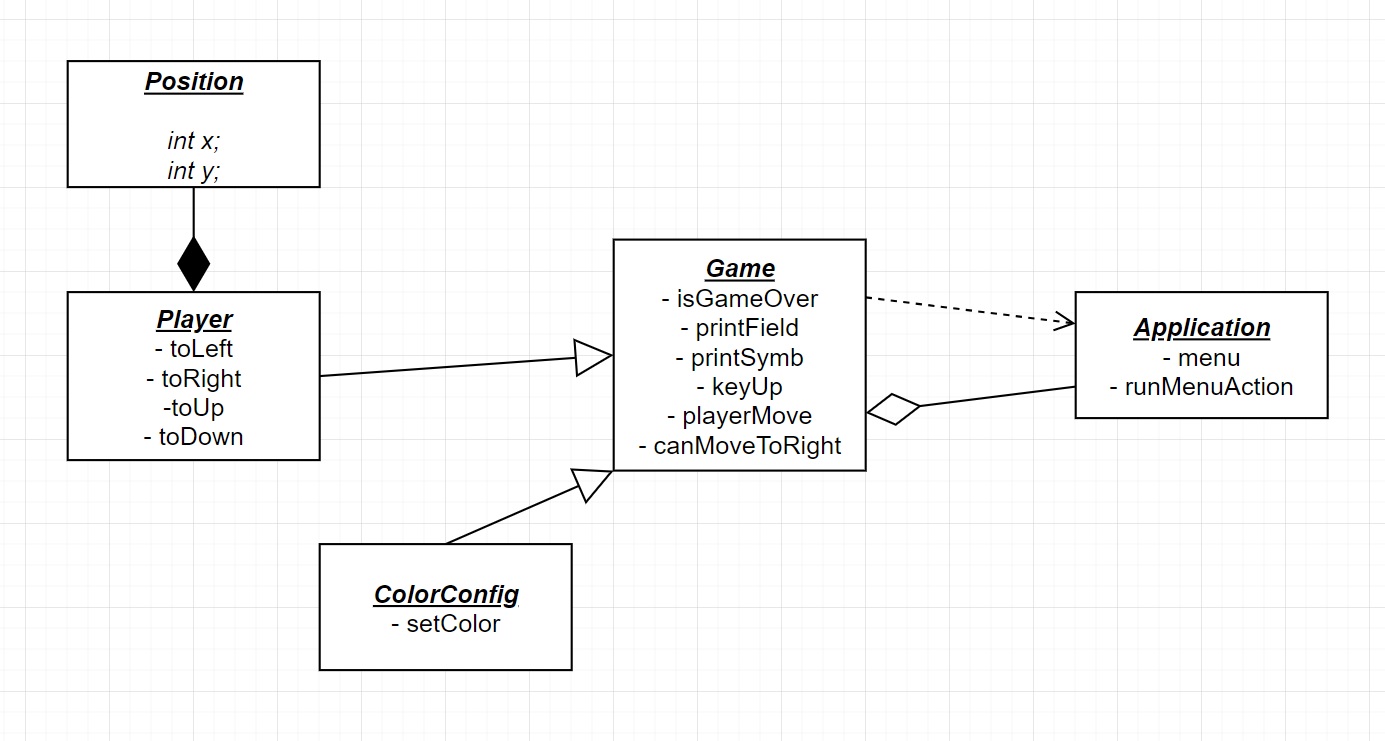 Position
int x;
int y;
Player
- toLeft
- toRight
-toUp
- toDown
Game
- isGameOver
- printField
- printSymb
- keyUp
- playerMove
- canMoveToRight
Application
- menu
- runMenuAction
ColorConfig
- setColor